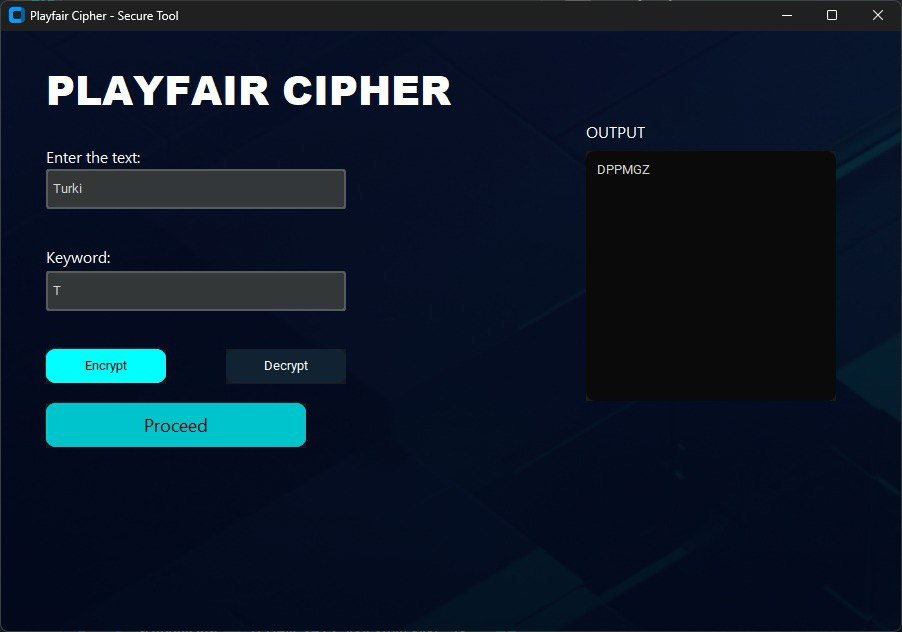 Playfair Cipher - Secure Tool
PLAYFAIR CIPHER
Enter the text:
Turki
Keyword:
T
Encrypt
Decrypt
Proceed
OUTPUT
DPPMGZ